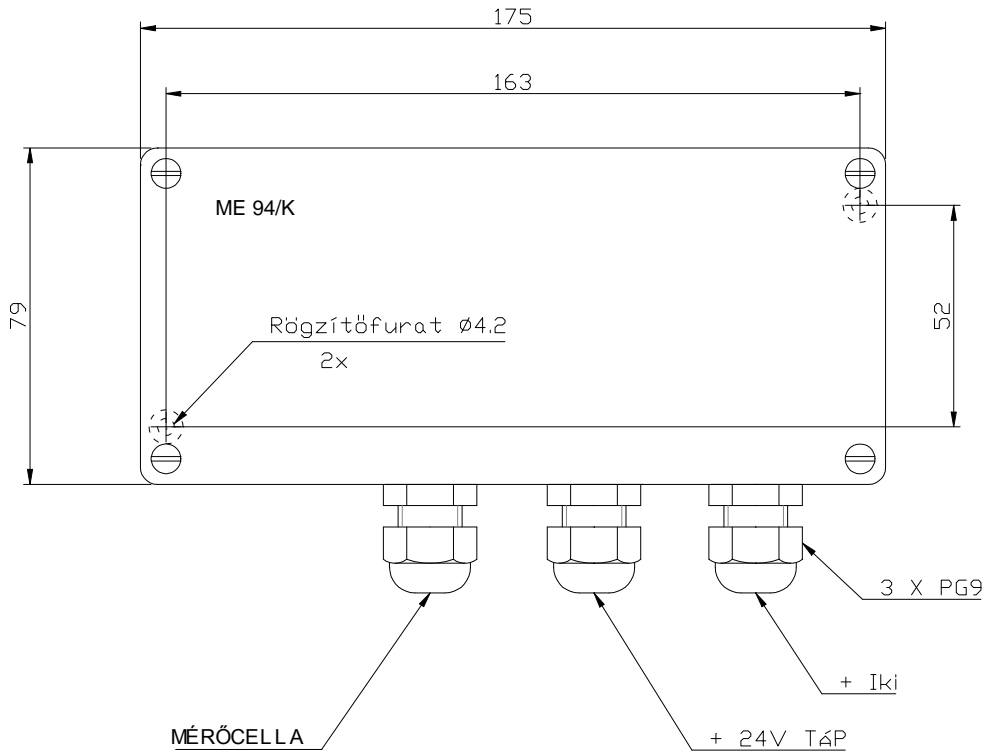 175
163
ME 94/K
79
52
Rögzítőfurat Ø4.2
2x
3 X PG9
+ Iki
MÉRŐCELLA
+ 24V TáP